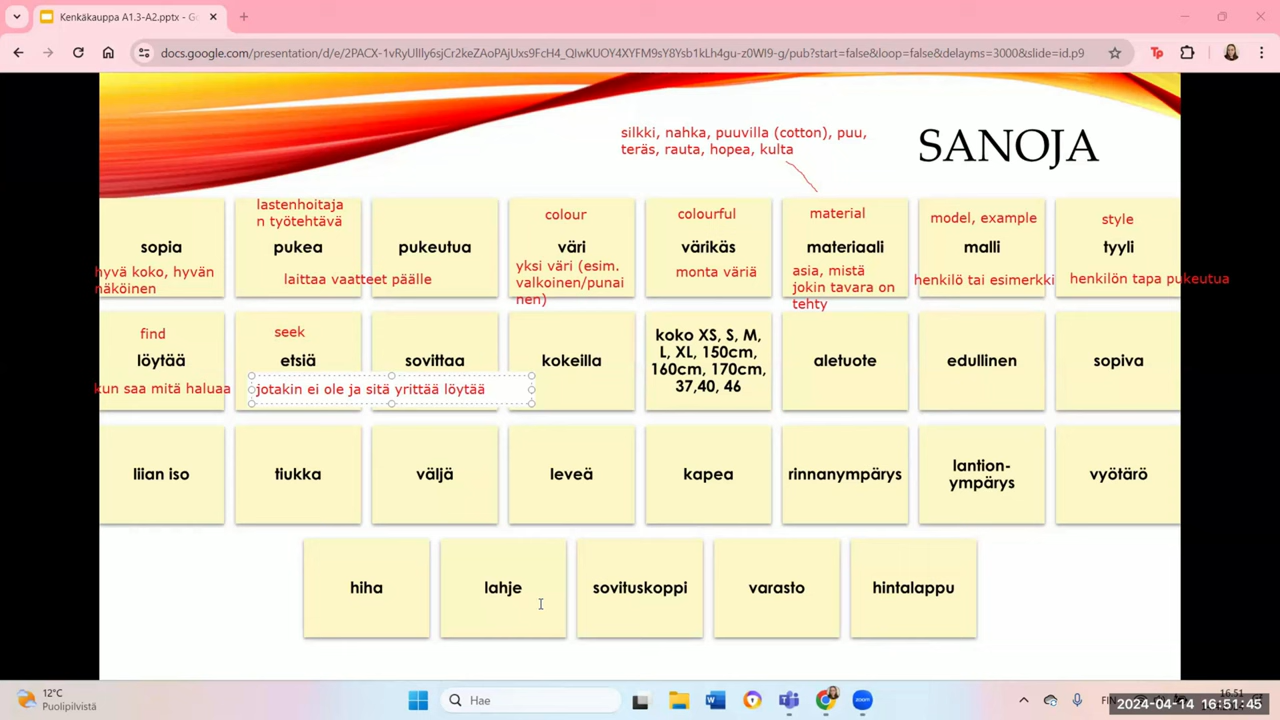 Kenkäkauppa A1.3-A2.pptx - Go
docs.google.com/presentation/d/e/2PACX-1vRyUlIly6sjCr2keZAoPAjUxs9FcH4_QIwKUOY4XYFM9sY8Ysb1kLh4gu-z0WI9-g/pub?start=false&loop=false&delayms=3000&slide=id.p9
silkki, nahka, puuvilla (cotton), puu,
teräs, rauta, hopea, kulta
SANOJA
lastenhoitaja
n työtehtävä
colour
colourful
material
model, example
style
sopia
pukea
pukeutua
väri
värikäs
materiaali
malli
tyyli
hyvä koko, hyvän
näköinen
laittaa vaatteet päälle
yksi väri (esim.
valkoinen/punai
nen)
monta väriä
asia, mistä
jokin tavara on
tehty
henkilö tai esimerkki
henkilön tapa pukeutua
find
seek
löytää
etsiä
sovittaa
kokeilla
koko XS, S, M,
L, XL, 150cm,
160cm, 170cm,
37,40, 46
aletuote
edullinen
sopiva
kun saa mitä haluaa
jotakin ei ole ja sitä yrittää löytää
liian iso
tiukka
väljä
leveä
kapea
rinnanympärys
lantion-
ympärys
vyötärö
hiha
lahje
sovituskoppi
varasto
hintalappu
12°C
Puolipilvistä
Hae
FIN
16.51
2024-04-14 16:51:45